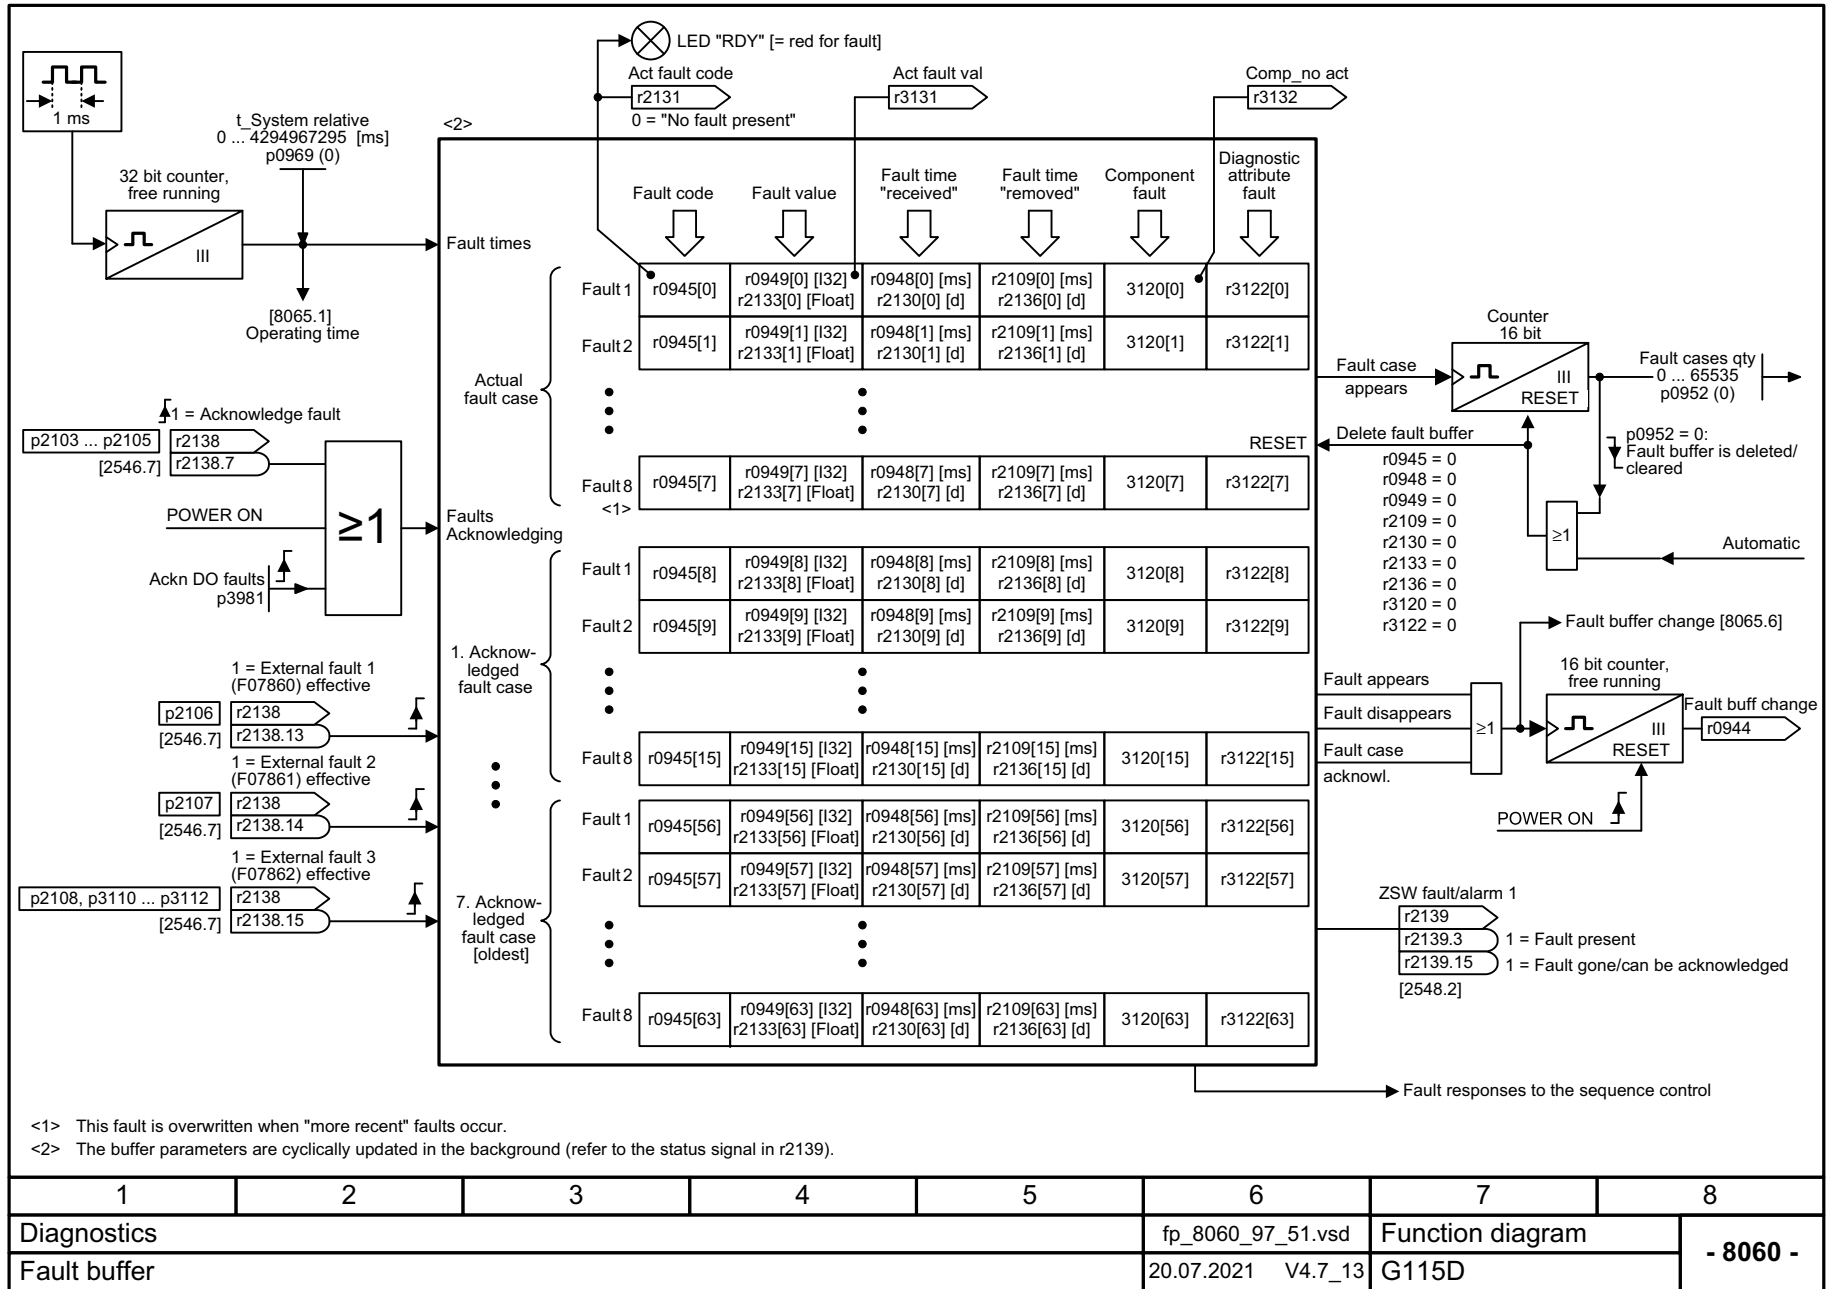 LED "RDY" [= red for fault]
Act fault code
r2131
0 = "No fault present"
Act fault val
r3131
Comp_no act
r3132
1 ms
t_System relative
0 ... 4294967295 [ms]
p0969 (0)
<2>
32 bit counter,
free running
III
Fault times
[8065.1]
Operating time
Fault code
Fault value
Fault time
"received"
Fault time
"removed"
Component
fault
Diagnostic
attribute
fault
Actual
fault case
Fault 1
r0945[0]
r0949[0] [I32]
r2133[0] [Float]
r0948[0] [ms]
r2130[0] [d]
r2109[0] [ms]
r2136[0] [d]
3120[0]
r3122[0]
Fault 2
r0945[1]
r0949[1] [I32]
r2133[1] [Float]
r0948[1] [ms]
r2130[1] [d]
r2109[1] [ms]
r2136[1] [d]
3120[1]
r3122[1]
Fault 8
<1>
r0945[7]
r0949[7] [I32]
r2133[7] [Float]
r0948[7] [ms]
r2130[7] [d]
r2109[7] [ms]
r2136[7] [d]
3120[7]
r3122[7]
1. Acknow-
ledged
fault case
Fault 1
r0945[8]
r0949[8] [I32]
r2133[8] [Float]
r0948[8] [ms]
r2130[8] [d]
r2109[8] [ms]
r2136[8] [d]
3120[8]
r3122[8]
Fault 2
r0945[9]
r0949[9] [I32]
r2133[9] [Float]
r0948[9] [ms]
r2130[9] [d]
r2109[9] [ms]
r2136[9] [d]
3120[9]
r3122[9]
Fault 8
r0945[15]
r0949[15] [I32]
r2133[15] [Float]
r0948[15] [ms]
r2130[15] [d]
r2109[15] [ms]
r2136[15] [d]
3120[15]
r3122[15]
7. Acknow-
ledged
fault case
[oldest]
Fault 1
r0945[56]
r0949[56] [I32]
r2133[56] [Float]
r0948[56] [ms]
r2130[56] [d]
r2109[56] [ms]
r2136[56] [d]
3120[56]
r3122[56]
Fault 2
r0945[57]
r0949[57] [I32]
r2133[57] [Float]
r0948[57] [ms]
r2130[57] [d]
r2109[57] [ms]
r2136[57] [d]
3120[57]
r3122[57]
Fault 8
r0945[63]
r0949[63] [I32]
r2133[63] [Float]
r0948[63] [ms]
r2130[63] [d]
r2109[63] [ms]
r2136[63] [d]
3120[63]
r3122[63]
1 = Acknowledge fault
p2103 ... p2105
r2138
[2546.7]
r2138.7
POWER ON
≥1
Faults
Acknowledging
Ackn DO faults
p3981
1 = External fault 1
(F07860) effective
p2106
r2138
[2546.7]
r2138.13
1 = External fault 2
(F07861) effective
p2107
r2138
[2546.7]
r2138.14
1 = External fault 3
(F07862) effective
p2108, p3110 ... p3112
r2138
[2546.7]
r2138.15
Counter
16 bit
Fault case
appears
III
RESET
Fault cases qty
0 ... 65535
p0952 (0)
RESET
Delete fault buffer
r0945 = 0
r0948 = 0
r0949 = 0
r2109 = 0
r2130 = 0
r2133 = 0
r2136 = 0
r3120 = 0
r3122 = 0
p0952 = 0:
Fault buffer is deleted/
cleared
≥1
Automatic
Fault buffer change [8065.6]
16 bit counter,
free running
Fault appears
Fault disappears
Fault case
acknowl.
≥1
III
RESET
Fault buff change
r0944
POWER ON
ZSW fault/alarm 1
r2139
r2139.3
1 = Fault present
r2139.15
1 = Fault gone/can be acknowledged
[2548.2]
Fault responses to the sequence control
<1> This fault is overwritten when "more recent" faults occur.
<2> The buffer parameters are cyclically updated in the background (refer to the status signal in r2139).
1 2 3 4 5 6 7 8
Diagnostics
fp_8060_97_51.vsd
Function diagram
- 8060 -
Fault buffer
20.07.2021 V4.7_13
G115D